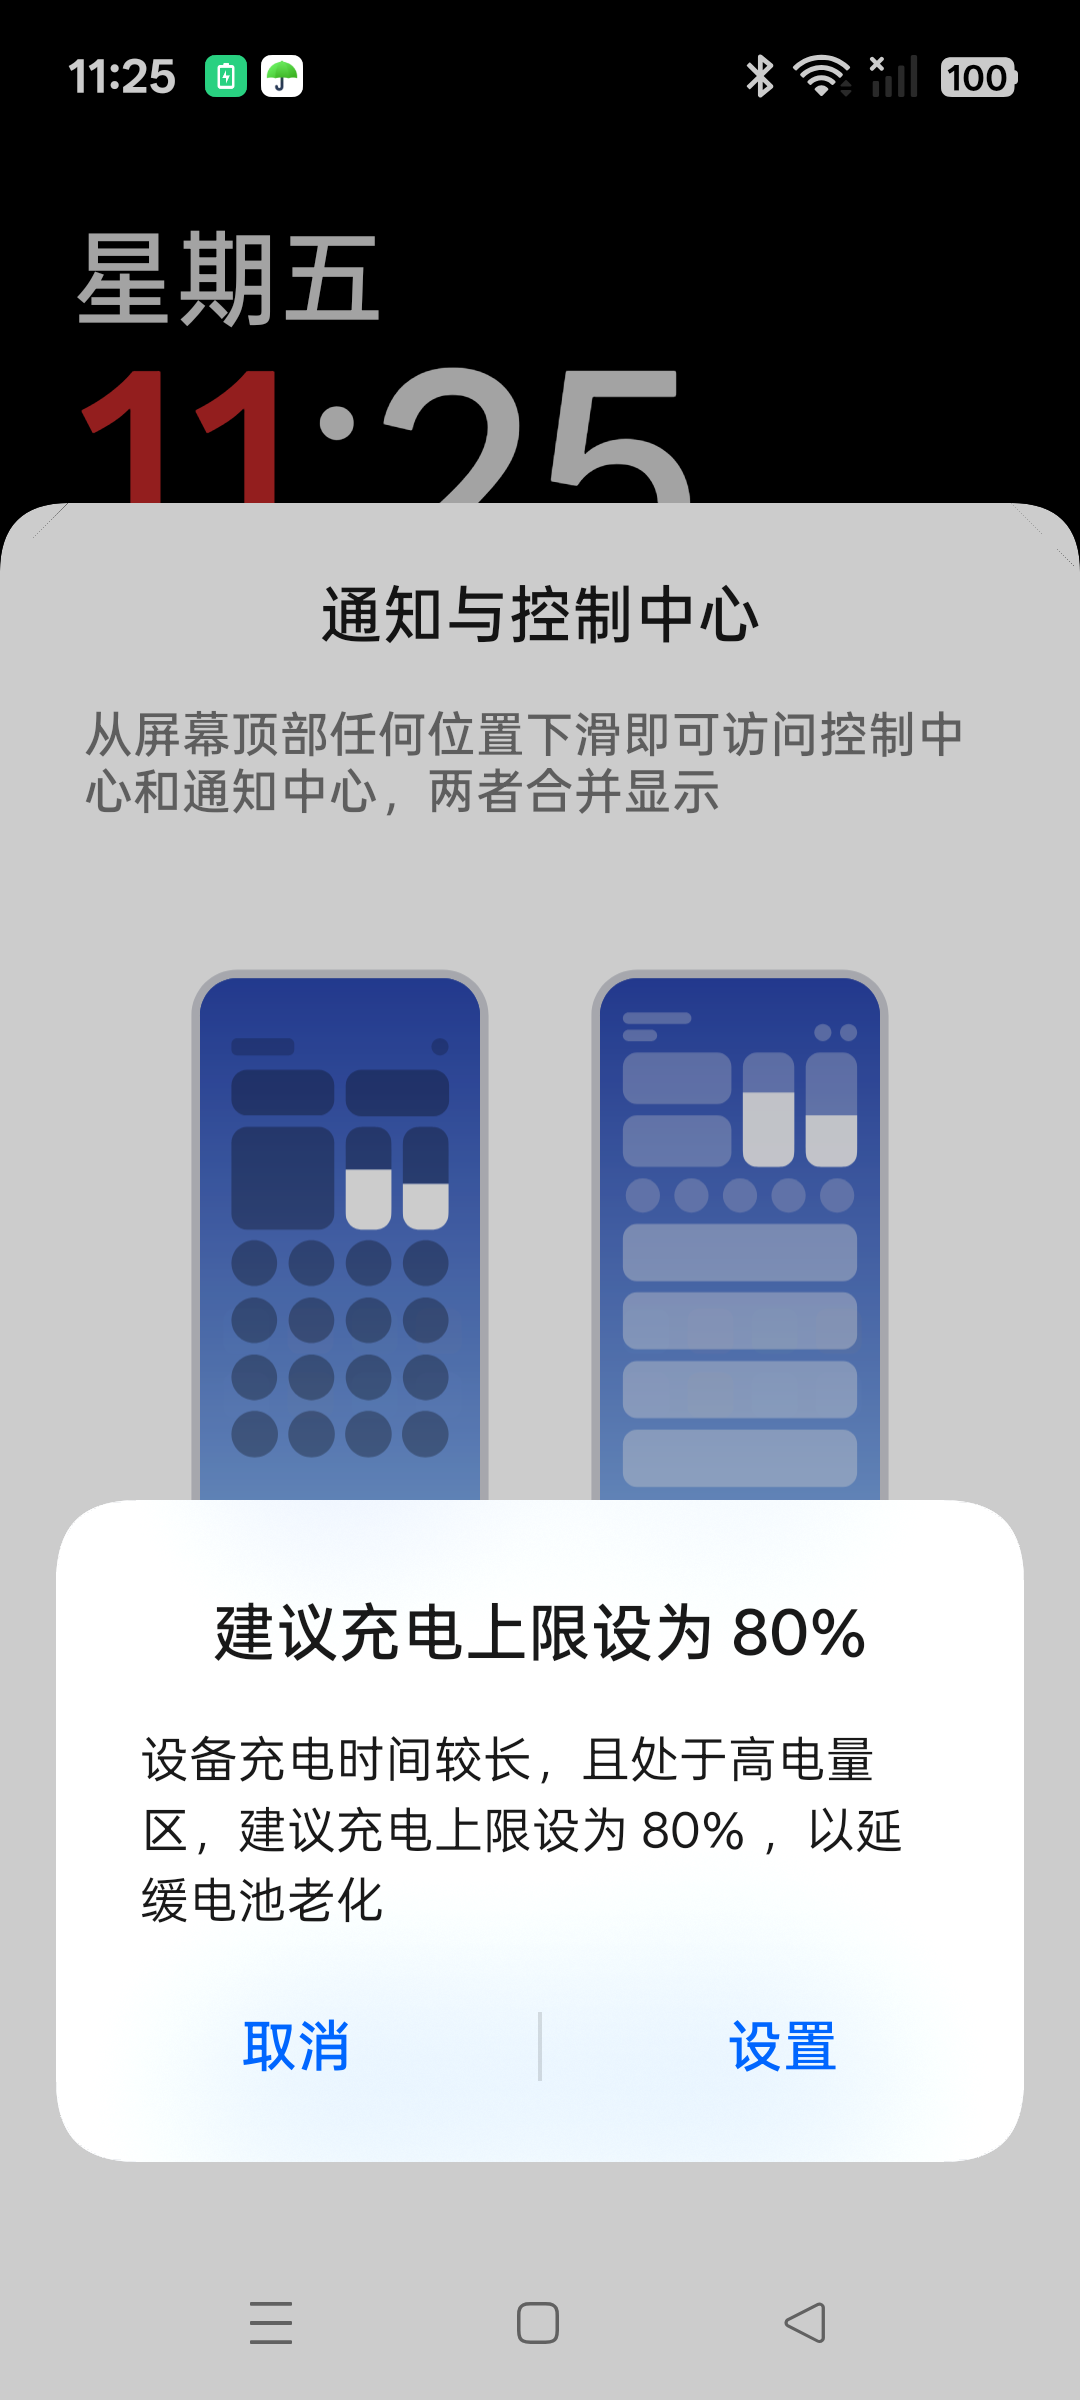 11:25
100
星期五
11:25
通知与控制中心
从屏幕顶部任何位置下滑即可访问控制中
心和通知中心，两者合并显示
建议充电上限设为 80%
设备充电时间较长，且处于高电量
区，建议充电上限设为 80% ，以延
缓电池老化
取消
设置